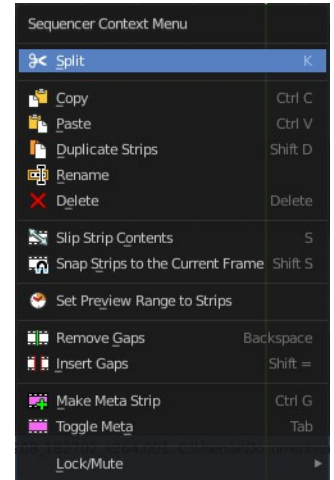 Sequencer Context Menu
Split K
Copy Ctrl C
Paste Ctrl V
Duplicate Strips Shift D
Rename
Delete Delete
Slip Strip Contents S
Snap Strips to the Current Frame Shift S
Set Preview Range to Strips
Remove Gaps Backspace
Insert Gaps Shift =
Make Meta Strip Ctrl G
Toggle Meta Tab
Lock/Mute